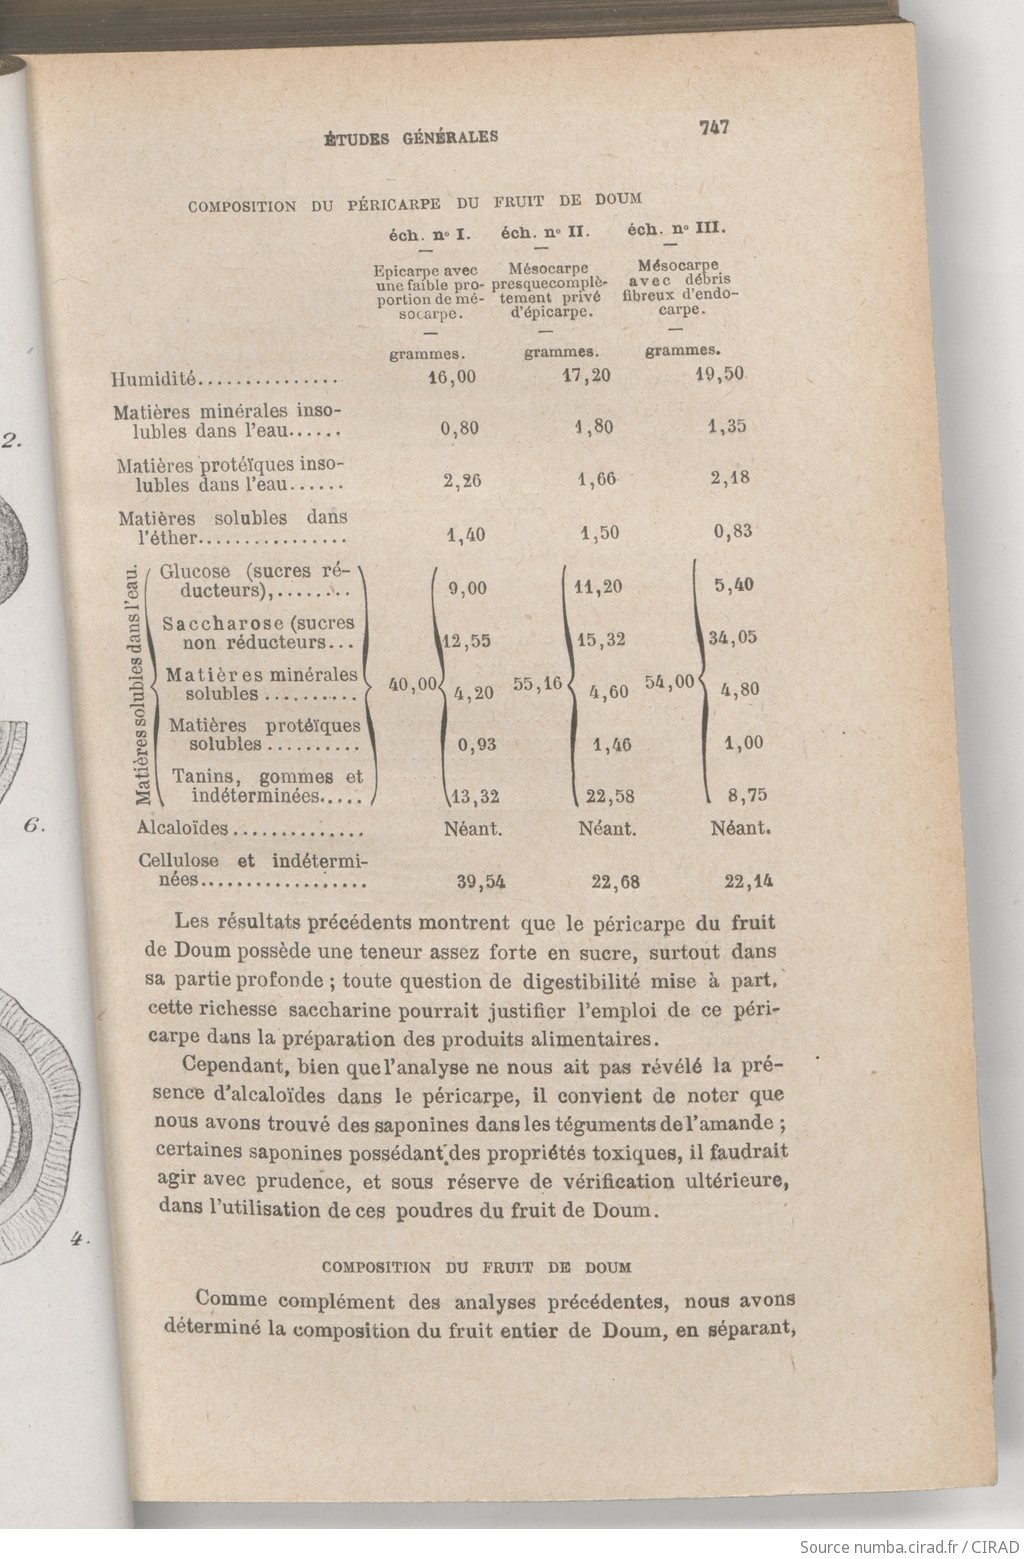 ÉTUDES GÉNÉRALES 747
COMPOSITION DU PÉRICARPE DU FRUIT DE DOUM
éch. nº I. éch. nº II. éch. nº III.
Epicarpe avec Mésocarpe Mésocarpe
une faible pro- presque complè- avec débris
portion de mé- tement privé fibreux d'endo-
socarpe. d'épicarpe. carpe.
grammes. grammes. grammes.
Humidité............... 16,00 17,20 19,50
Matières minérales inso-
lubles dans l'eau...... 0,80 1,80 1,35
Matières protéïques inso-
lubles dans l'eau...... 2,26 1,66 2,18
Matières solubles dans
l'éther................ 1,40 1,50 0,83
Matières solubles dans l'eau.
Glucose (sucres ré-
ducteurs),........ 9,00 11,20 5,40
Saccharose (sucres
non réducteurs... 12,55 15,32 34,05
Matières minérales
solubles .......... 40,00 4,20 55,16 4,60 54,00 4,80
Matières protéïques
solubles .......... 0,93 1,46 1,00
Tanins, gommes et
indéterminées..... 13,32 22,58 8,75
Alcaloïdes .............. Néant. Néant. Néant.
Cellulose et indétermi-
nées.................. 39,54 22,68 22,14
Les résultats précédents montrent que le péricarpe du fruit
de Doum possède une teneur assez forte en sucre, surtout dans
sa partie profonde ; toute question de digestibilité mise à part,
cette richesse saccharine pourrait justifier l'emploi de ce péri-
carpe dans la préparation des produits alimentaires.
Cependant, bien que l'analyse ne nous ait pas révélé la pré-
sence d'alcaloïdes dans le péricarpe, il convient de noter que
nous avons trouvé des saponines dans les téguments de l'amande ;
certaines saponines possédant des propriétés toxiques, il faudrait
agir avec prudence, et sous réserve de vérification ultérieure,
dans l'utilisation de ces poudres du fruit de Doum.
COMPOSITION DU FRUIT DE DOUM
Comme complément des analyses précédentes, nous avons
déterminé la composition du fruit entier de Doum, en séparant,
2.
6.
4.
Source numba.cirad.fr / CIRAD